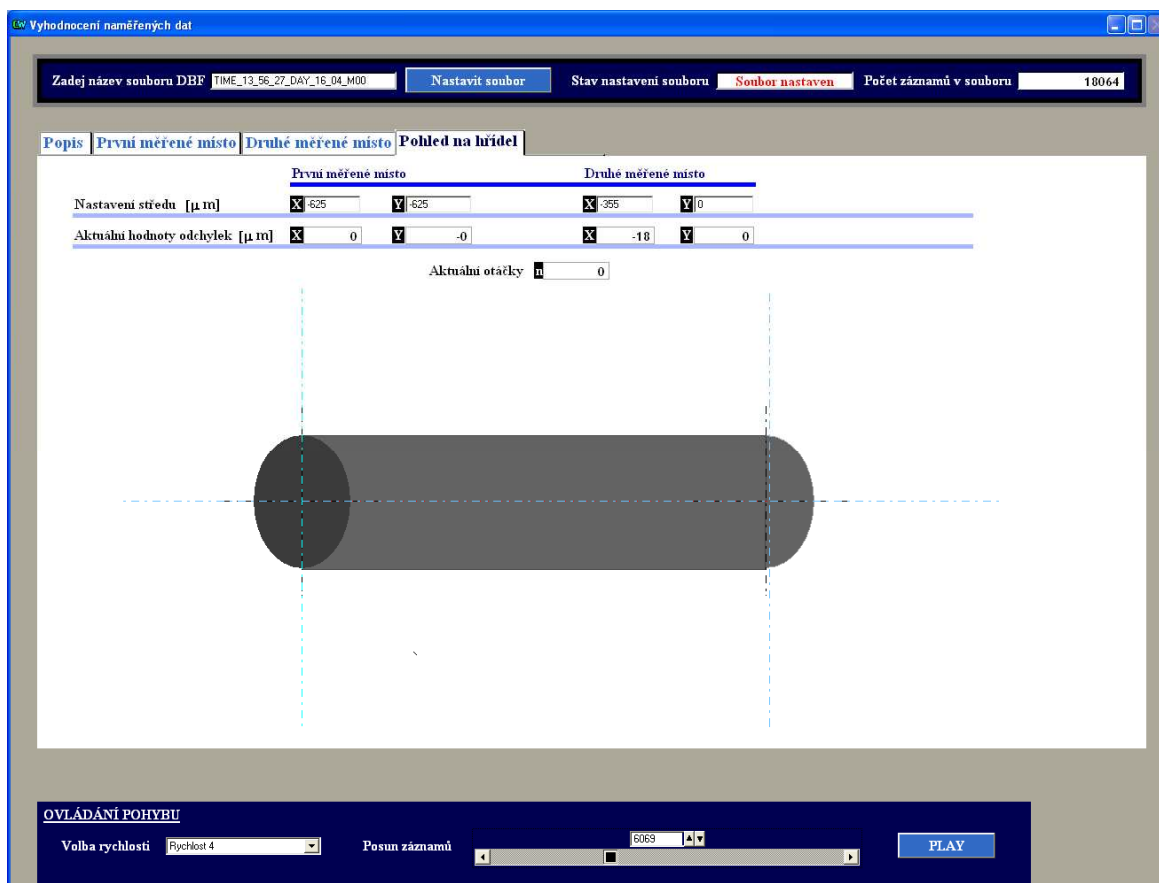 Vyhodnocení naměřených dat
Zadej název souboru DBF TIME_13_56_27_DAY_16_04_M00 Nastavit soubor Stav nastavení souboru Soubor nastaven Počet záznamů v souboru 18064
Popis První měřené místo Druhé měřené místo Pohled na hřídel
První měřené místo Druhé měřené místo
Nastavení středu [µ m] X -625 Y -625 X -355 Y 0
Aktuální hodnoty odchylek [µ m] X 0 Y -0 X -18 Y 0
Aktuální otáčky n 0
OVLÁDÁNÍ POHYBU
Volba rychlosti Rychlost 4 Posun záznamů 6069 PLAY